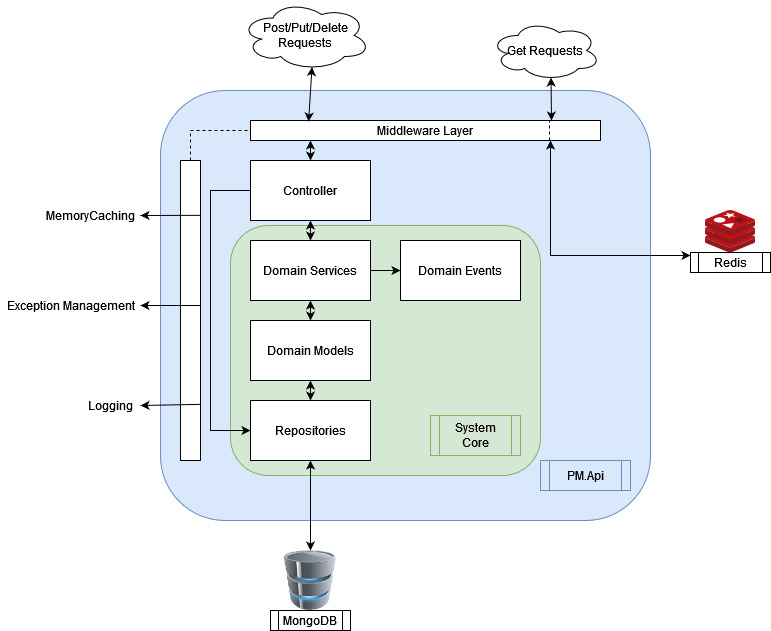 Post/Put/Delete
Requests
Get Requests
Middleware Layer
Controller
MemoryCaching
Domain Services
Domain Events
Redis
Exception Management
Domain Models
Logging
Repositories
System
Core
PM.Api
MongoDB